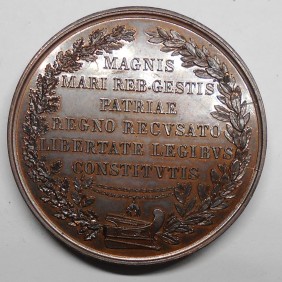 MAGNIS
MARI REB·GESTIS
PATRIAE
REGNO RECVSATO
LIBERTATE LEGIBVS
CONSTITVTIS